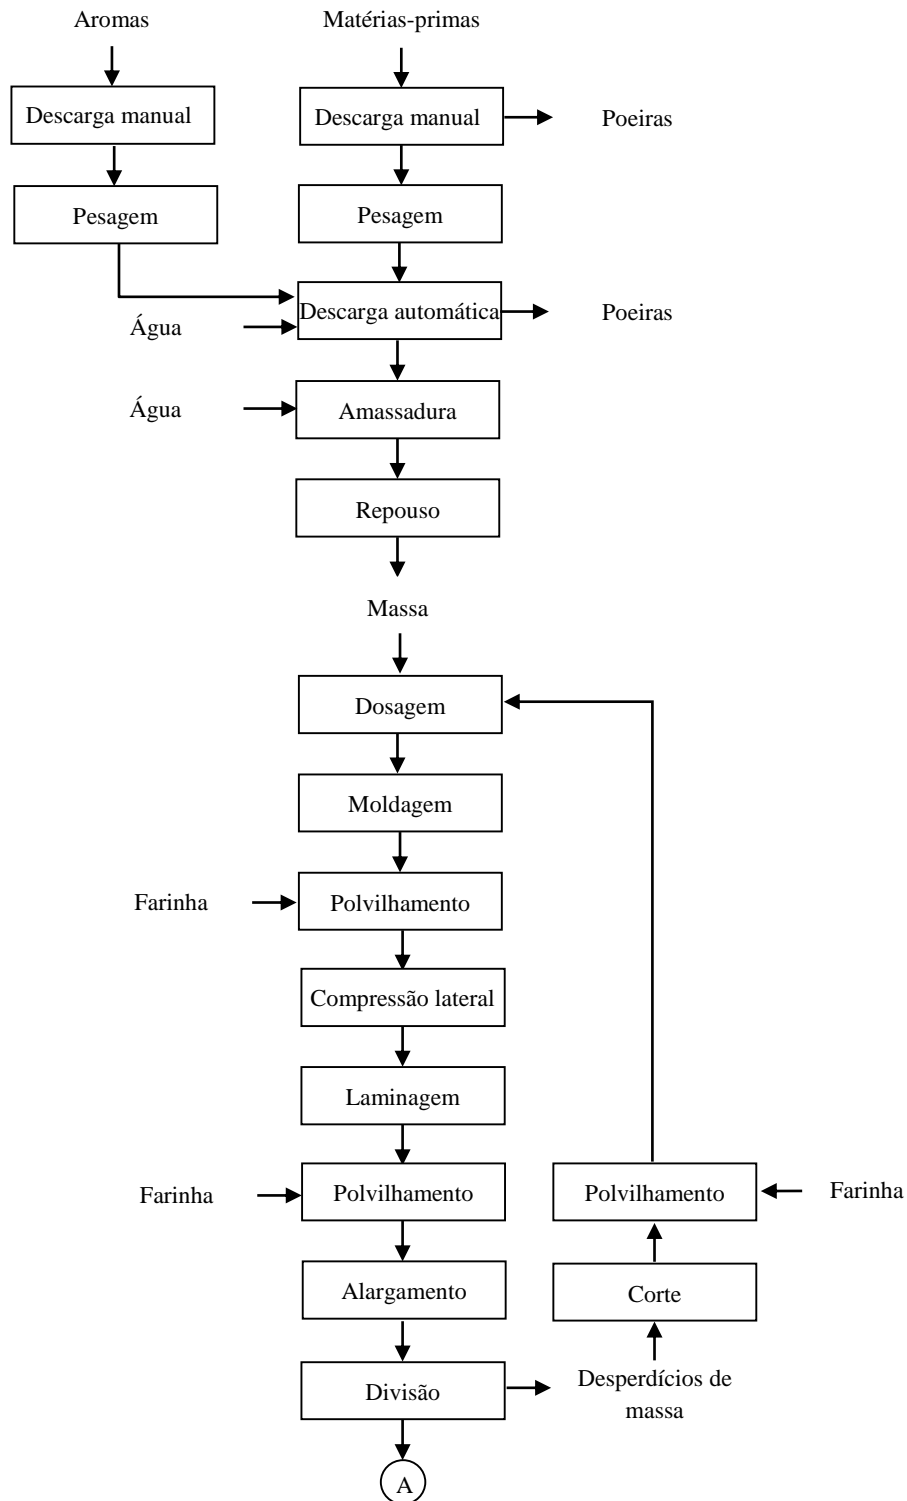 Aromas
Matérias-primas
Descarga manual
Descarga manual
Poeiras
Pesagem
Pesagem
Descarga automática
Poeiras
Água
Água
Amassadura
Repouso
Massa
Dosagem
Moldagem
Farinha
Polvilhamento
Compressão lateral
Laminagem
Farinha
Polvilhamento
Polvilhamento
Farinha
Alargamento
Corte
Divisão
Desperdícios de
massa
A